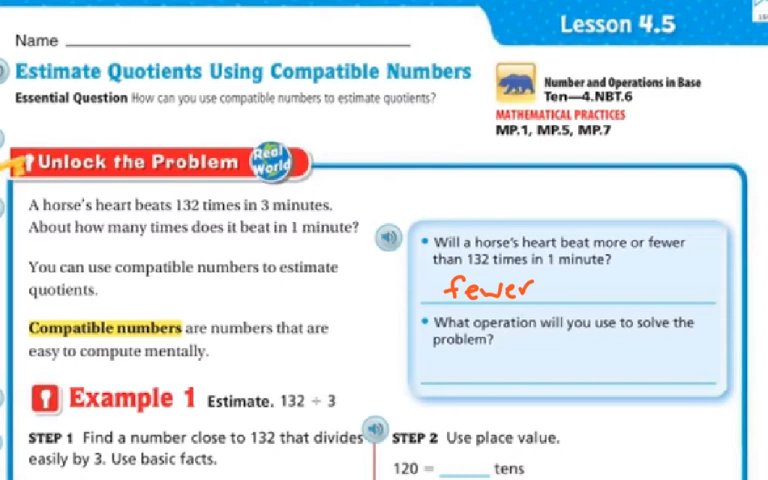 Lesson 4.5
Name
Estimate Quotients Using Compatible Numbers
Essential Question How can you use compatible numbers to estimate quotients?
Number and Operations in Base
Ten—4.NBT.6
MATHEMATICAL PRACTICES
MP.1, MP.5, MP.7
Unlock the Problem
Real
World
A horse's heart beats 132 times in 3 minutes.
About how many times does it beat in 1 minute?
You can use compatible numbers to estimate
quotients.
Compatible numbers are numbers that are
easy to compute mentally.
• Will a horse's heart beat more or fewer
than 132 times in 1 minute?
fewer
• What operation will you use to solve the
problem?
Example 1 Estimate. 132 ÷ 3
STEP 1 Find a number close to 132 that divides
easily by 3. Use basic facts.
STEP 2 Use place value.
120 = ______ tens